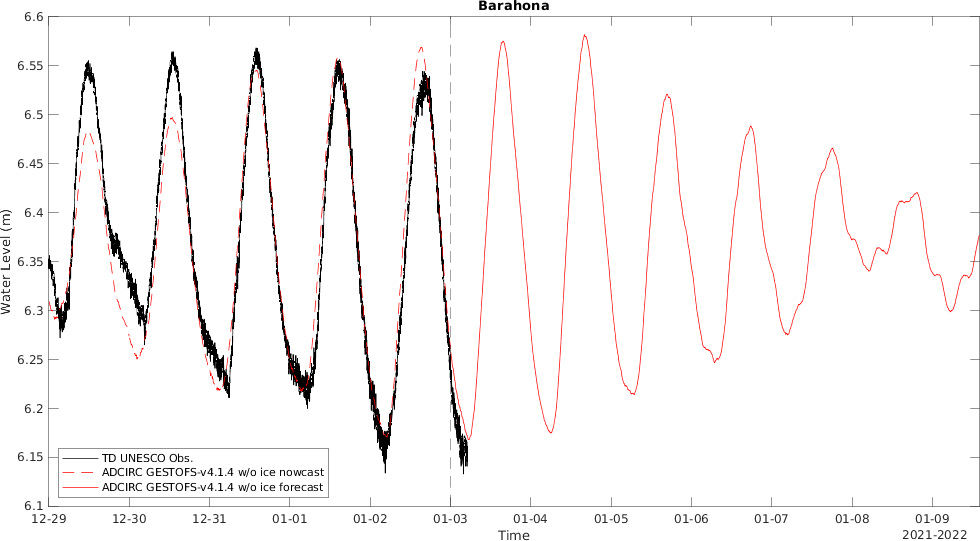 Barahona
6.6
6.55
6.5
6.45
6.4
6.35
6.3
6.25
6.2
6.15
6.1
Water Level (m)
TD UNESCO Obs.
ADCIRC GESTOFS-v4.1.4 w/o ice nowcast
ADCIRC GESTOFS-v4.1.4 w/o ice forecast
12-29 12-30 12-31 01-01 01-02 01-03 01-04 01-05 01-06 01-07 01-08 01-09
Time
2021-2022